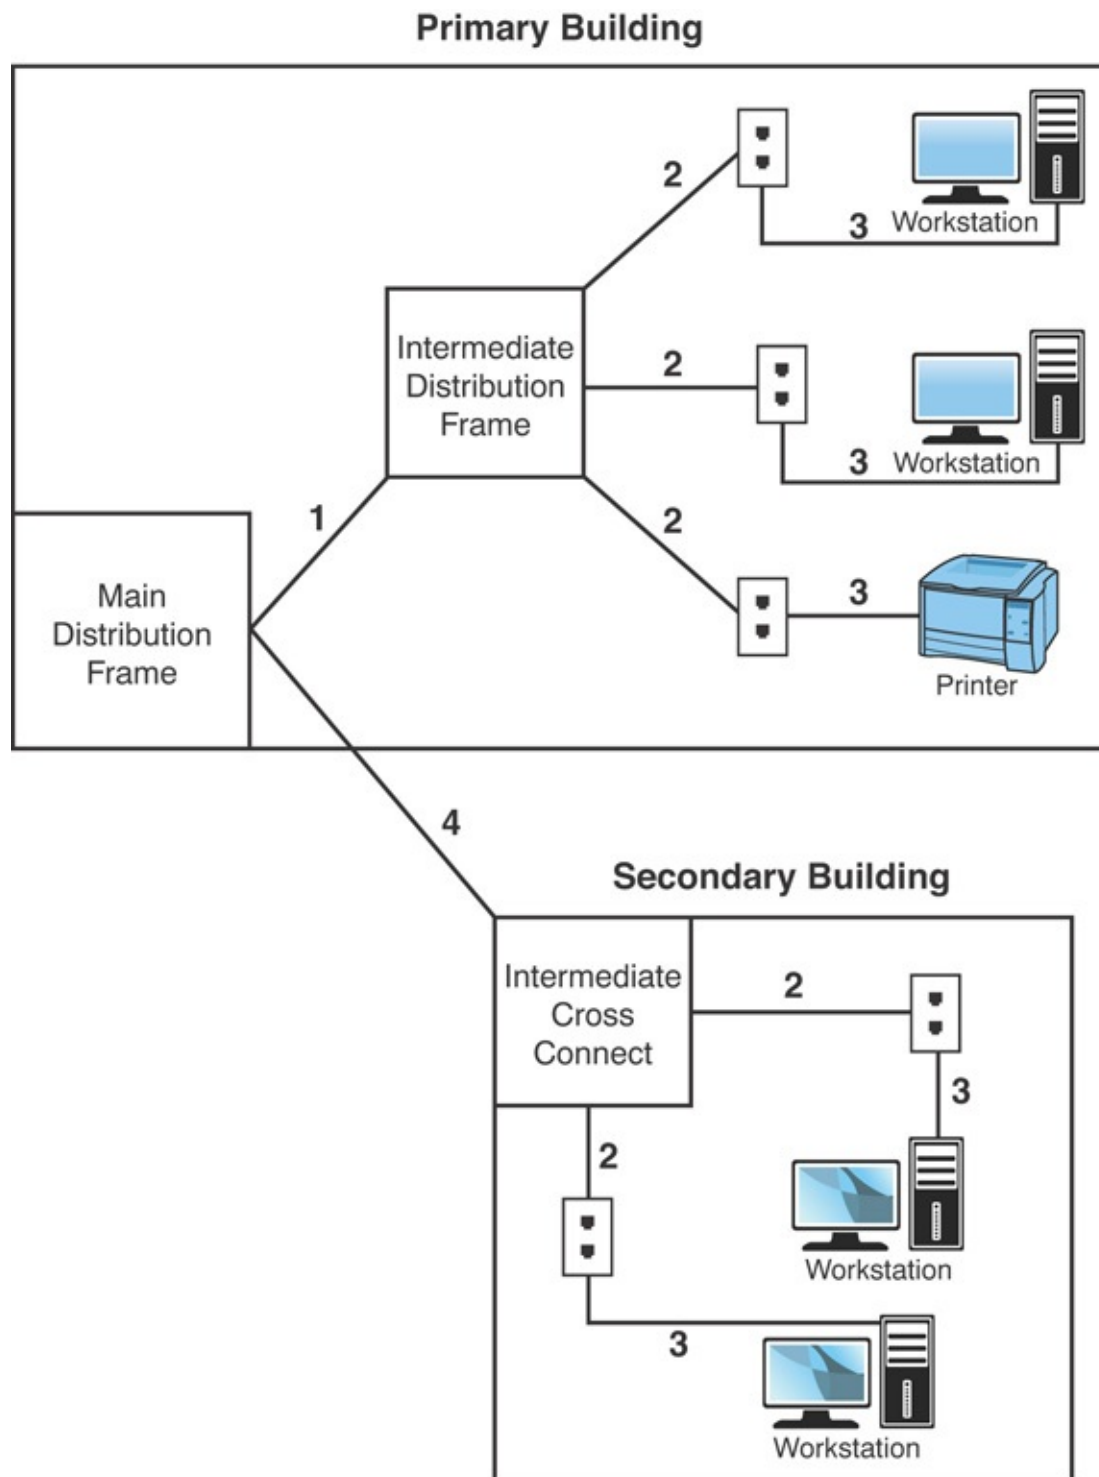 Primary Building
2
3
Workstation
Intermediate
Distribution
Frame
2
3
Workstation
1
2
3
Printer
Main
Distribution
Frame
4
Secondary Building
Intermediate
Cross
Connect
2
3
2
Workstation
3
Workstation